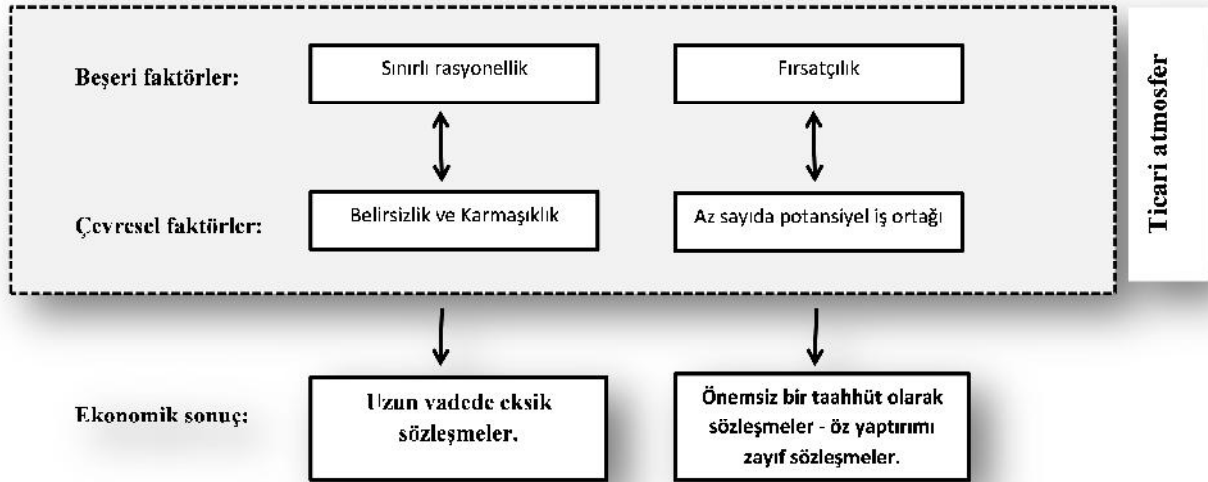 Beşeri faktörler:
Sınırlı rasyonellik
Fırsatçılık
Çevresel faktörler:
Belirsizlik ve Karmaşıklık
Az sayıda potansiyel iş ortağı
Ticari atmosfer
Ekonomik sonuç:
Uzun vadede eksik
sözleşmeler.
Önemsiz bir taahhüt olarak
sözleşmeler - öz yaptırımı
zayıf sözleşmeler.